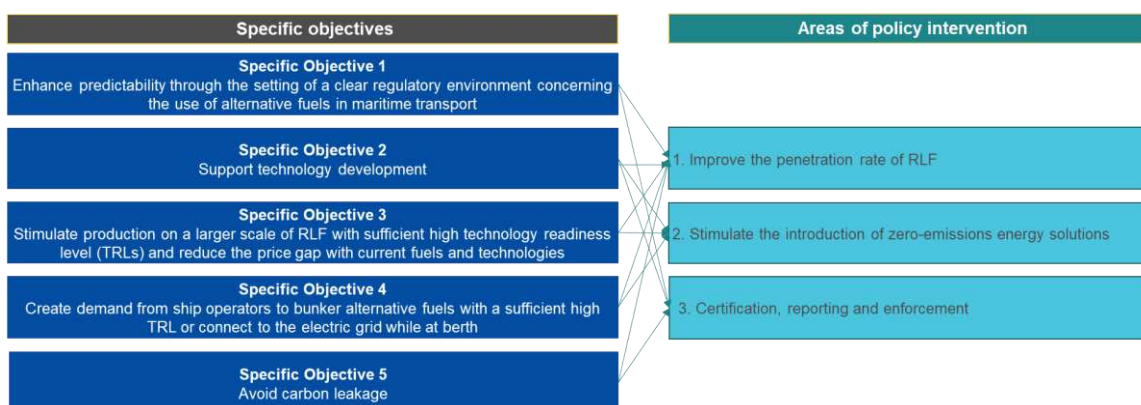 Specific objectives
Areas of policy intervention
Specific Objective 1
Enhance predictability through the setting of a clear regulatory environment concerning
the use of alternative fuels in maritime transport
Specific Objective 2
Support technology development
Specific Objective 3
Stimulate production on a larger scale of RLF with sufficient high technology readiness
level (TRLs) and reduce the price gap with current fuels and technologies
Specific Objective 4
Create demand from ship operators to bunker alternative fuels with a sufficient high
TRL or connect to the electric grid while at berth
Specific Objective 5
Avoid carbon leakage
1. Improve the penetration rate of RLF
2. Stimulate the introduction of zero-emissions energy solutions
3. Certification, reporting and enforcement